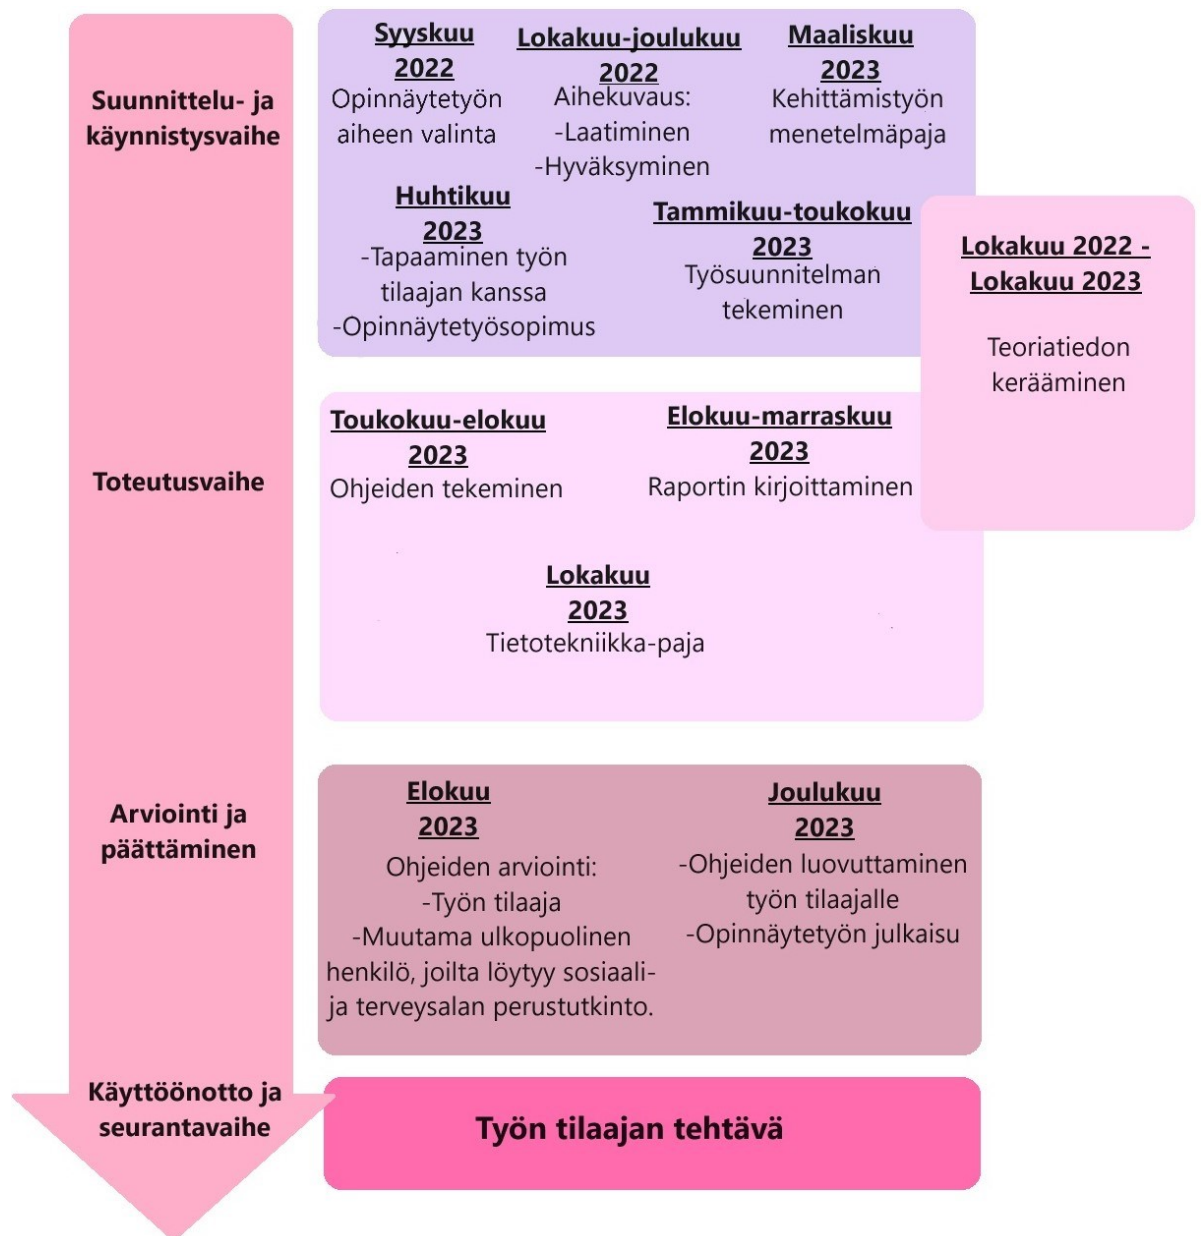 Suunnittelu- ja
käynnistysvaihe
Syyskuu
2022
Opinnäytetyön
aiheen valinta
Lokakuu-joulukuu
2022
Aihekuvaus:
-Laatiminen
-Hyväksyminen
Maaliskuu
2023
Kehittämistyön
menetelmäpaja
Huhtikuu
2023
-Tapaaminen työn
tilaajan kanssa
-Opinnäytetyösopimus
Tammikuu-toukokuu
2023
Työsuunnitelman
tekeminen
Lokakuu 2022 -
Lokakuu 2023
Teoriatiedon
kerääminen
Toteutusvaihe
Toukokuu-elokuu
2023
Ohjeiden tekeminen
Elokuu-marraskuu
2023
Raportin kirjoittaminen
Lokakuu
2023
Tietotekniikka-paja
Arviointi ja
päättäminen
Elokuu
2023
Ohjeiden arviointi:
-Työn tilaaja
-Muutama ulkopuolinen
henkilö, joilta löytyy sosiaali-
ja terveysalan perustutkinto.
Joulukuu
2023
-Ohjeiden luovuttaminen
työn tilaajalle
-Opinnäytetyön julkaisu
Käyttöönotto ja
seurantavaihe
Työn tilaajan tehtävä